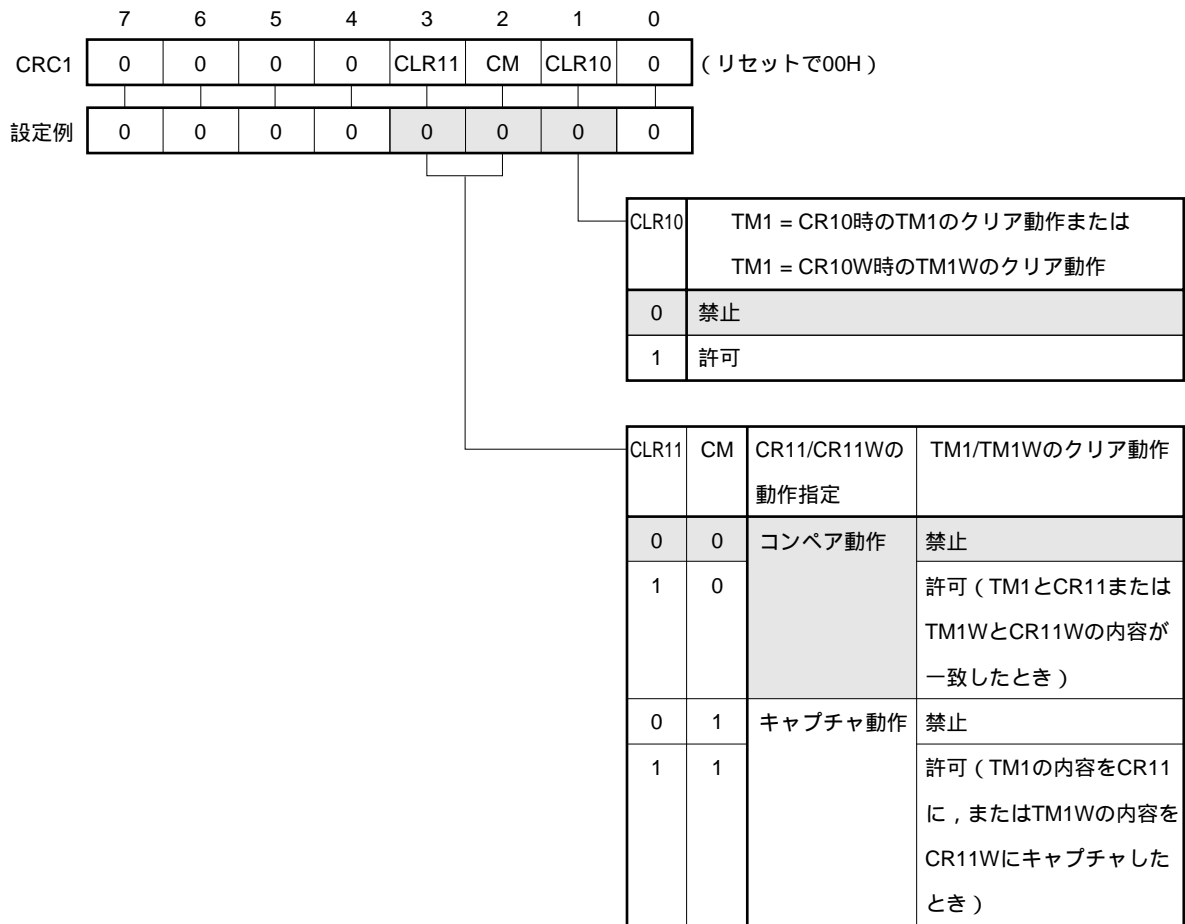 7 6 5 4 3 2 1 0
CRC1 0 0 0 0 CLR11 CM CLR10 0 （リセットで00H）
設定例 0 0 0 0 0 0 0 0
CLR10 TM1 = CR10時のTM1のクリア動作または
TM1 = CR10W時のTM1Wのクリア動作
0 禁止
1 許可
CLR11 CM CR11/CR11Wの TM1/TM1Wのクリア動作
動作指定
0 0 コンペア動作 禁止
1 0 許可（TM1とCR11または
TM1WとCR11Wの内容が
一致したとき）
0 1 キャプチャ動作 禁止
1 1 許可（TM1の内容をCR11
に，またはTM1Wの内容を
CR11Wにキャプチャした
とき）